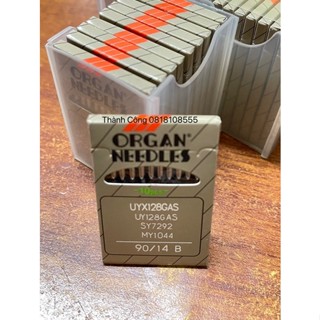 Thành Công 0818108555
ORGAN®
NEEDLES
UYX128GAS
UY128GAS
SY7292
MY1044
90/14 B